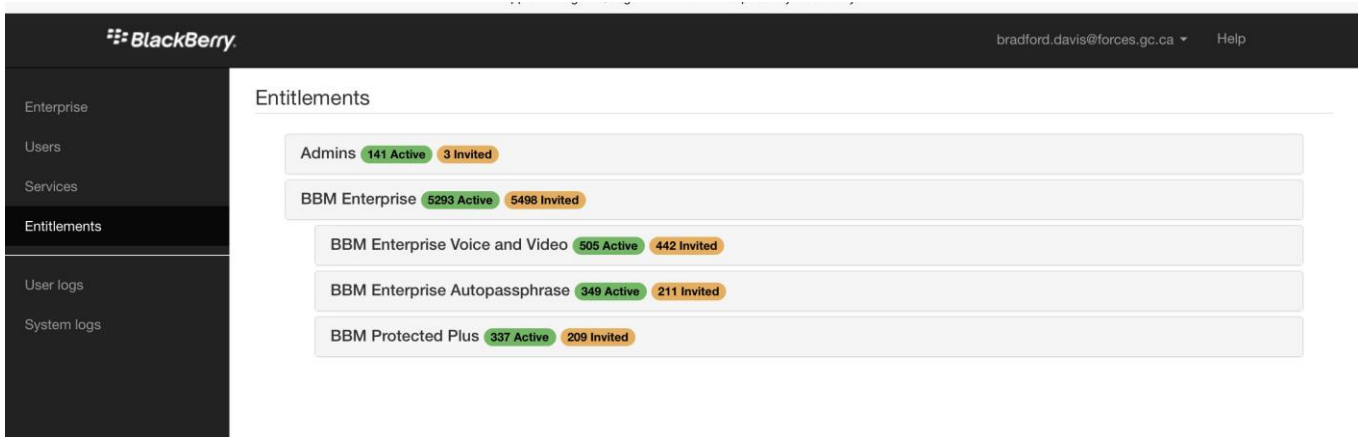 BlackBerry.
bradford.davis@forces.gc.ca Help
Enterprise
Users
Services
Entitlements
User logs
System logs
Entitlements
Admins 141 Active 3 Invited
BBM Enterprise 5293 Active 5498 Invited
BBM Enterprise Voice and Video 505 Active 442 Invited
BBM Enterprise Autopassphrase 349 Active 211 Invited
BBM Protected Plus 337 Active 209 Invited